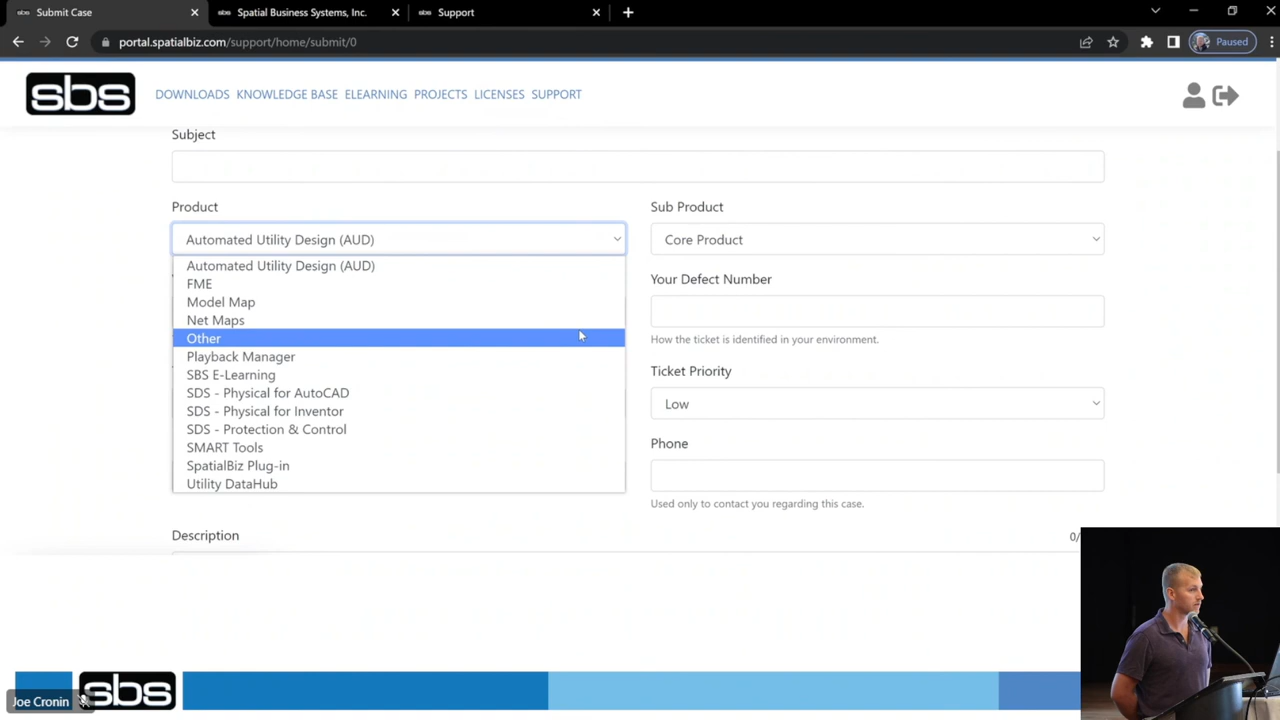 Submit Case
Spatial Business Systems, Inc.
Support
portal.spatialbiz.com/support/home/submit/0
Paused
sbs
DOWNLOADS KNOWLEDGE BASE ELEARNING PROJECTS LICENSES SUPPORT
Subject
Product
Sub Product
Automated Utility Design (AUD)
Core Product
Automated Utility Design (AUD)
FME
Model Map
Net Maps
Other
Playback Manager
SBS E-Learning
SDS - Physical for AutoCAD
SDS - Physical for Inventor
SDS - Protection & Control
SMART Tools
SpatialBiz Plug-in
Utility DataHub
Your Defect Number
How the ticket is identified in your environment.
Ticket Priority
Low
Phone
Used only to contact you regarding this case.
Description
0/
sbs
Joe Cronin